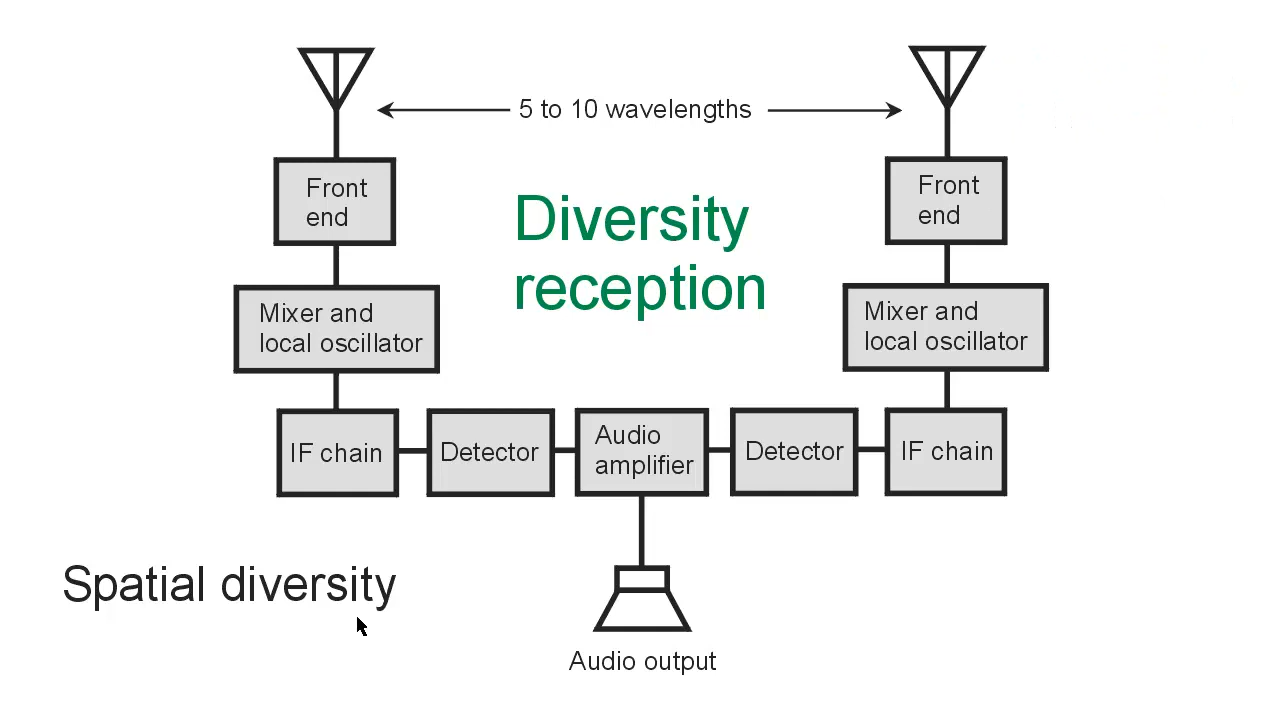 5 to 10 wavelengths
Front
end
Front
end
Diversity
reception
Mixer and
local oscillator
Mixer and
local oscillator
IF chain
Detector
Audio
amplifier
Detector
IF chain
Spatial diversity
Audio output